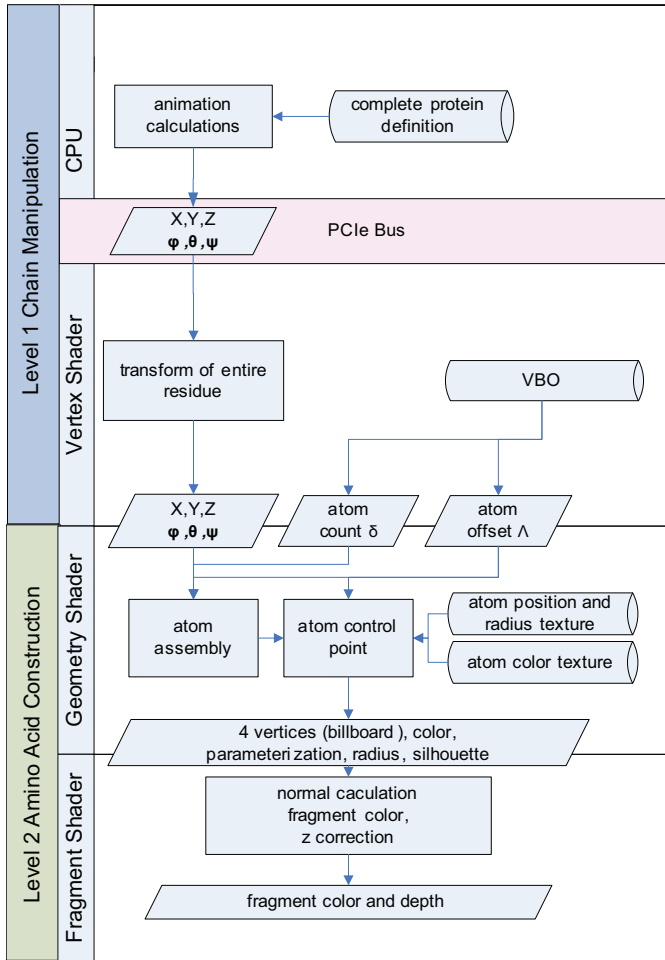 Level 1 Chain Manipulation
CPU
animation
calculations
complete protein
definition
X,Y,Z
φ,θ,ψ
PCIe Bus
Vertex Shader
transform of entire
residue
VBO
X,Y,Z
φ,θ,ψ
atom
count δ
atom
offset Λ
Level 2 Amino Acid Construction
Geometry Shader
atom
assembly
atom control
point
atom position and
radius texture
atom color texture
4 vertices (billboard), color,
parameterization, radius, silhouette
Fragment Shader
normal caculation
fragment color,
z correction
fragment color and depth